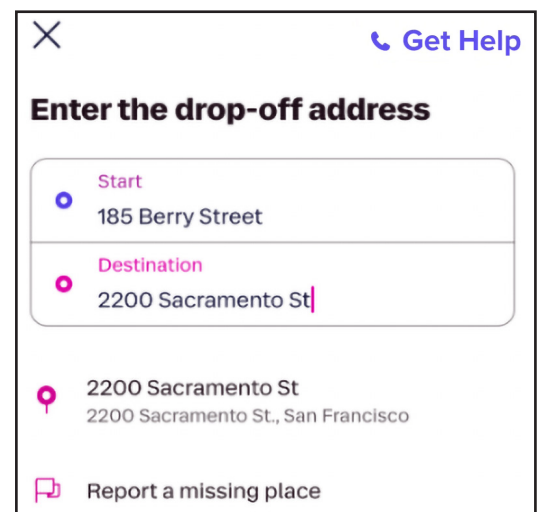 Get Help
Enter the drop-off address
Start
185 Berry Street
Destination
2200 Sacramento St
2200 Sacramento St
2200 Sacramento St., San Francisco
Report a missing place